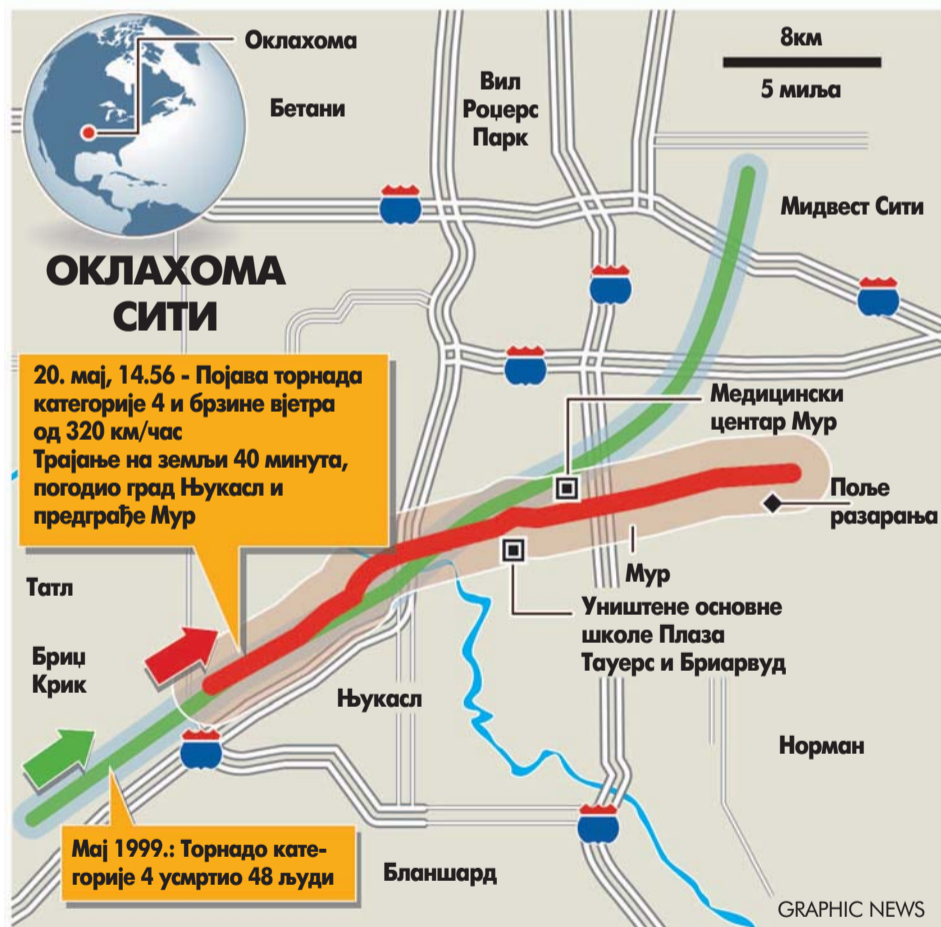 Оклахома
Бетани
Вил
Роџерс
Парк
8км
5 миља
Мидвест Сити
ОКЛАХОМА
СИТИ
20. мај, 14.56 - Појава торнада
категорије 4 и брзине вјетра
од 320 км/час
Трајање на земљи 40 минута,
погодио град Њукасл и
предграђе Мур
Медицински
центар Мур
Поље
разарања
Мур
Уништене основне
школе Плаза
Тауерс и Бриарвуд
Татл
Бриџ
Крик
Њукасл
Норман
Мај 1999.: Торнадо кате-
горије 4 усмртио 48 људи
Бланшард
GRAPHIC NEWS